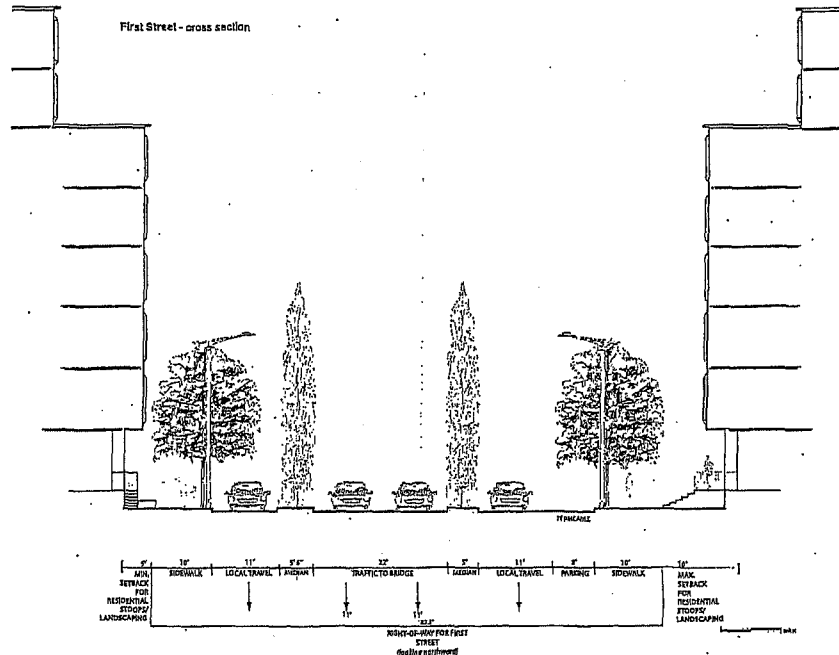 First Street - cross section
10' 11' 5' 6" 22' 5' 11' 8' 10' 10'
SIDEWALK LOCAL TRAVEL MEDIAN TRAFFIC TO BRIDGE MEDIAN LOCAL TRAVEL PARKING SIDEWALK
MIN.
SETBACK
FOR
RESIDENTIAL
STOOPS/
LANDSCAPING
MAX.
SETBACK
FOR
RESIDENTIAL
STOOPS/
LANDSCAPING
11' 11'
RIGHT-OF-WAY FOR FIRST
STREET
(looking northward)